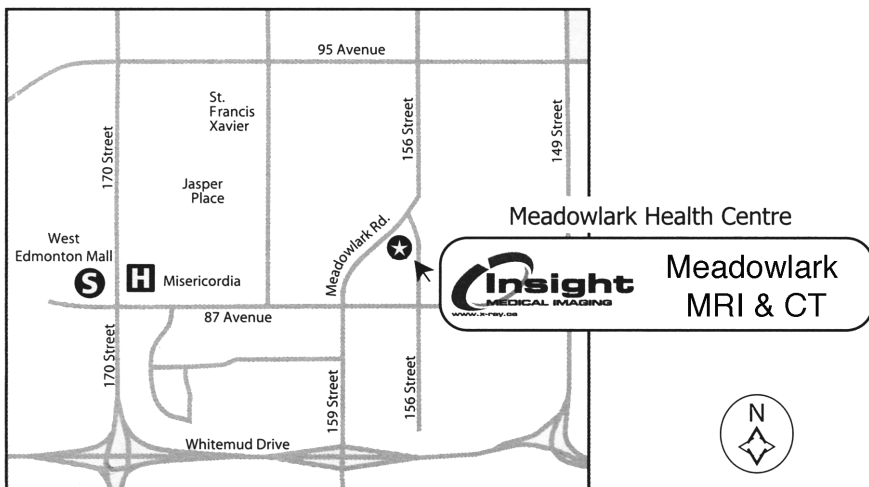 95 Avenue
St.
Francis
Xavier
170 Street
156 Street
149 Street
Jasper
Place
Meadowlark Rd.
West
Edmonton Mall
S
H
Misericordia
87 Avenue
170 Street
159 Street
156 Street
Whitemud Drive
Meadowlark Health Centre
Insight
MEDICAL IMAGING
www.x-ray.ca
Meadowlark
MRI & CT
N